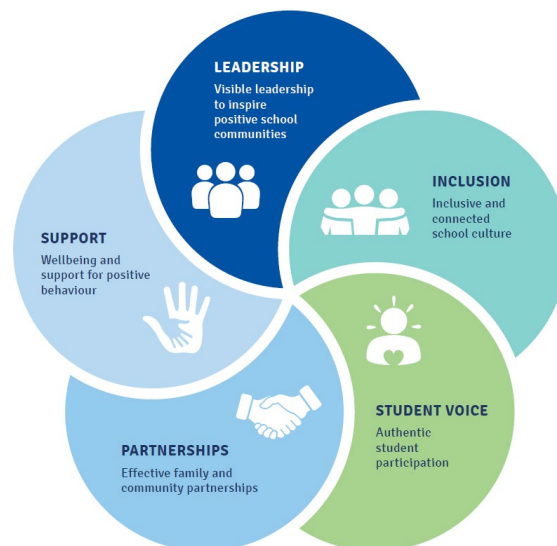 LEADERSHIP
Visible leadership
to inspire
positive school
communities
INCLUSION
Inclusive and
connected
school culture
STUDENT VOICE
Authentic
student
participation
PARTNERSHIPS
Effective family and
community partnerships
SUPPORT
Wellbeing and
support for positive
behaviour